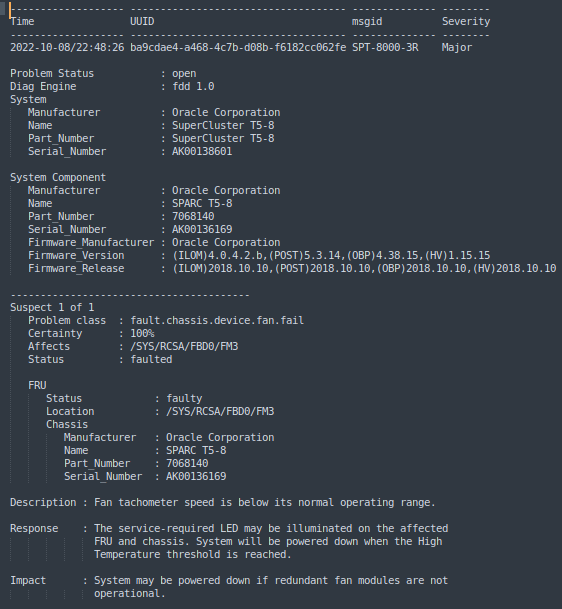 ------------------- ------------------------------------ -------------- --------
Time                UUID                                 msgid          Severity
------------------- ------------------------------------ -------------- --------
2022-10-08/22:48:26 ba9cdae4-a468-4c7b-d08b-f6182cc062fe SPT-8000-3R    Major

Problem Status           : open
Diag Engine              : fdd 1.0
System
   Manufacturer          : Oracle Corporation
   Name                  : SuperCluster T5-8
   Part_Number           : SuperCluster T5-8
   Serial_Number         : AK00138601

System Component
   Manufacturer          : Oracle Corporation
   Name                  : SPARC T5-8
   Part_Number           : 7068140
   Serial_Number         : AK00136169
   Firmware_Manufacturer : Oracle Corporation
   Firmware_Version      : (ILOM)4.0.4.2.b,(POST)5.3.14,(OBP)4.38.15,(HV)1.15.15
   Firmware_Release      : (ILOM)2018.10.10,(POST)2018.10.10,(OBP)2018.10.10,(HV)2018.10.10

----------------------------------------
Suspect 1 of 1
   Problem class  : fault.chassis.device.fan.fail
   Certainty      : 100%
   Affects        : /SYS/RCSA/FBD0/FM3
   Status         : faulted

   FRU
      Status            : faulty
      Location          : /SYS/RCSA/FBD0/FM3
      Chassis
         Manufacturer   : Oracle Corporation
         Name           : SPARC T5-8
         Part_Number    : 7068140
         Serial_Number  : AK00136169

Description : Fan tachometer speed is below its normal operating range.

Response    : The service-required LED may be illuminated on the affected
              FRU and chassis. System will be powered down when the High
              Temperature threshold is reached.

Impact      : System may be powered down if redundant fan modules are not
              operational.